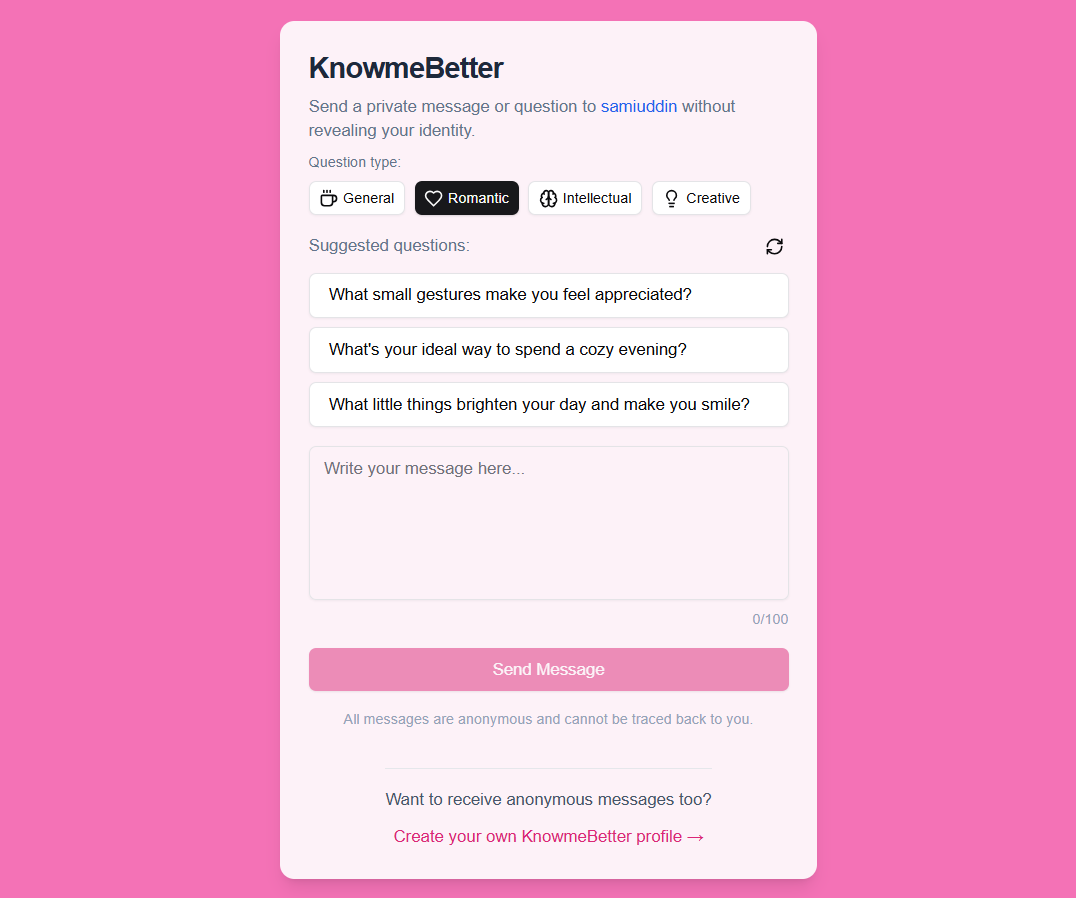 KnowmeBetter
Send a private message or question to samiuddin without
revealing your identity.
Question type:
General Romantic Intellectual Creative
Suggested questions:
What small gestures make you feel appreciated?
What's your ideal way to spend a cozy evening?
What little things brighten your day and make you smile?
Write your message here...
0/100
Send Message
All messages are anonymous and cannot be traced back to you.
Want to receive anonymous messages too?
Create your own KnowmeBetter profile →